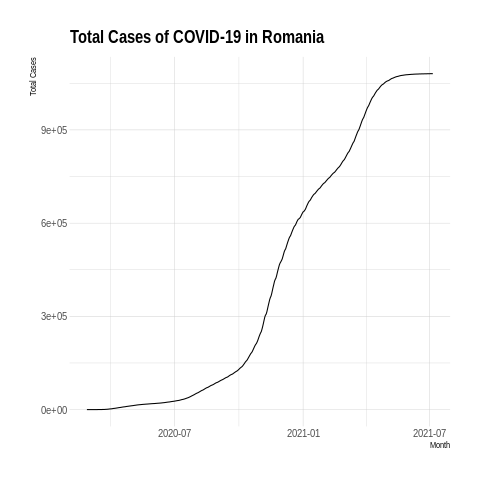 Total Cases of COVID-19 in Romania
Total Cases
9e+05
6e+05
3e+05
0e+00
2020-07 2021-01 2021-07
Month